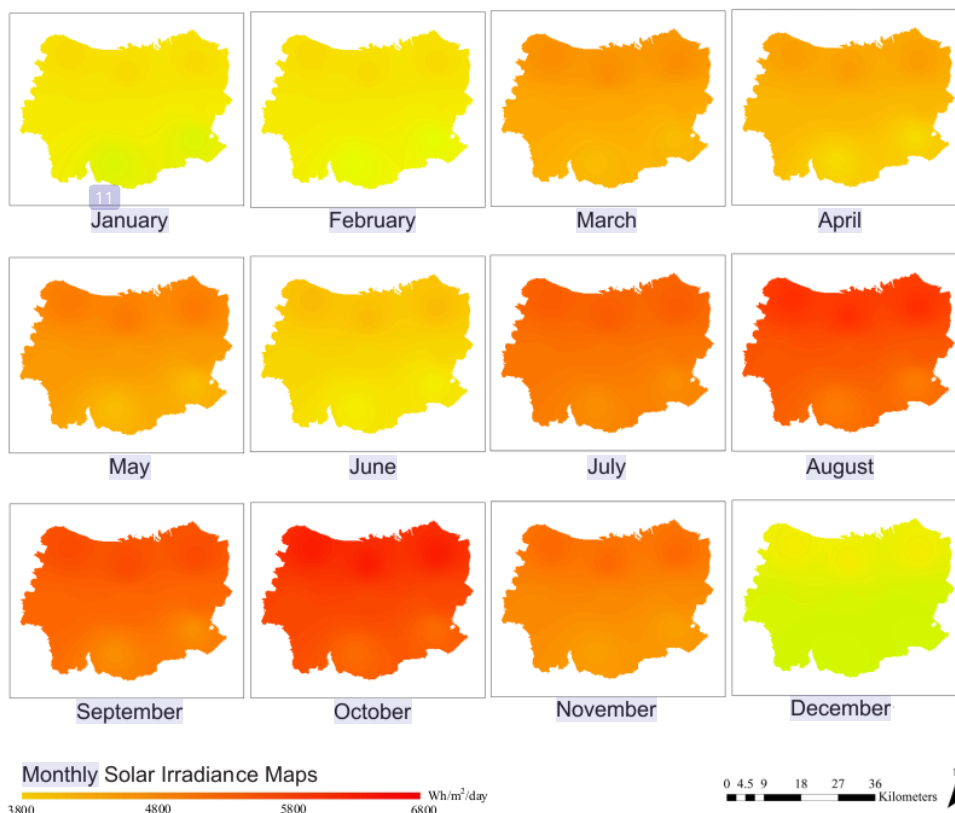 11
January February March April
May June July August
September October November December
Monthly Solar Irradiance Maps
Wh/m²/day
3800 4800 5800 6800
0 4.5 9 18 27 36
Kilometers